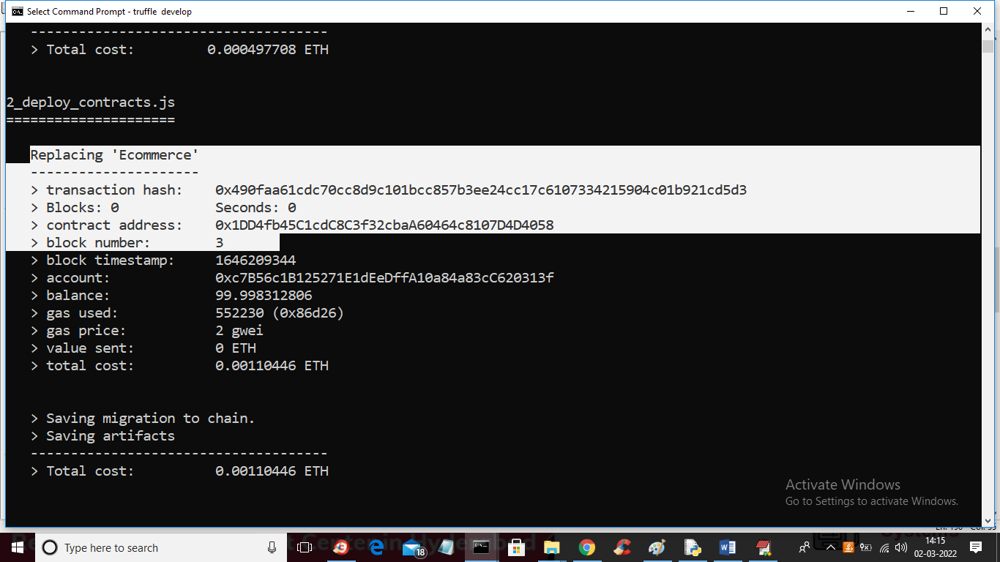 Select Command Prompt - truffle develop
-------------------------------------
> Total cost: 0.000497708 ETH
2_deploy_contracts.js
=====================
Replacing 'Ecommerce'
---------------------
> transaction hash: 0x490faa61cdc70cc8d9c101bcc857b3ee24cc17c6107334215904c01b921cd5d3
> Blocks: 0 Seconds: 0
> contract address: 0x1DD4fb45C1cdC8C3f32cbaA60464c8107D4D4058
> block number: 3
> block timestamp: 1646209344
> account: 0xc7B56c1B125271E1dEeDffA10a84a83cC620313f
> balance: 99.998312806
> gas used: 552230 (0x86d26)
> gas price: 2 gwei
> value sent: 0 ETH
> total cost: 0.00110446 ETH
> Saving migration to chain.
> Saving artifacts
-------------------------------------
> Total cost: 0.00110446 ETH
Activate Windows
Go to Settings to activate Windows.
Type here to search
18
14:15
02-03-2022